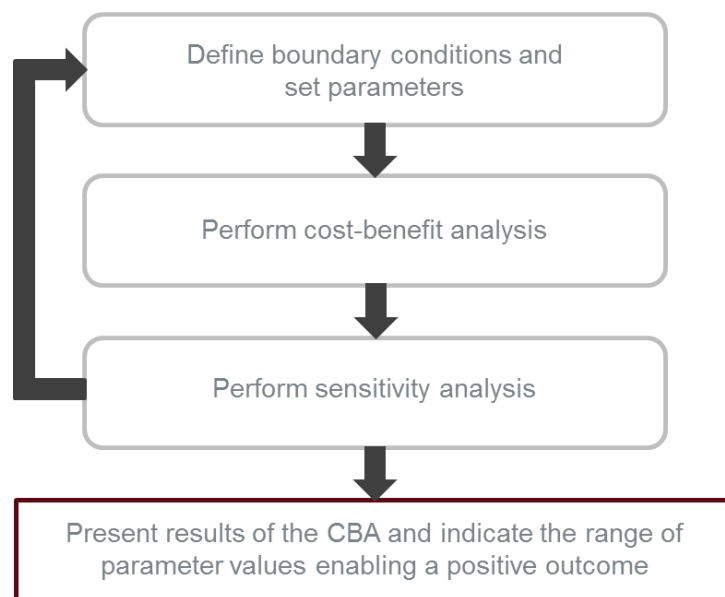 Define boundary conditions and
set parameters
Perform cost-benefit analysis
Perform sensitivity analysis
Present results of the CBA and indicate the range of
parameter values enabling a positive outcome